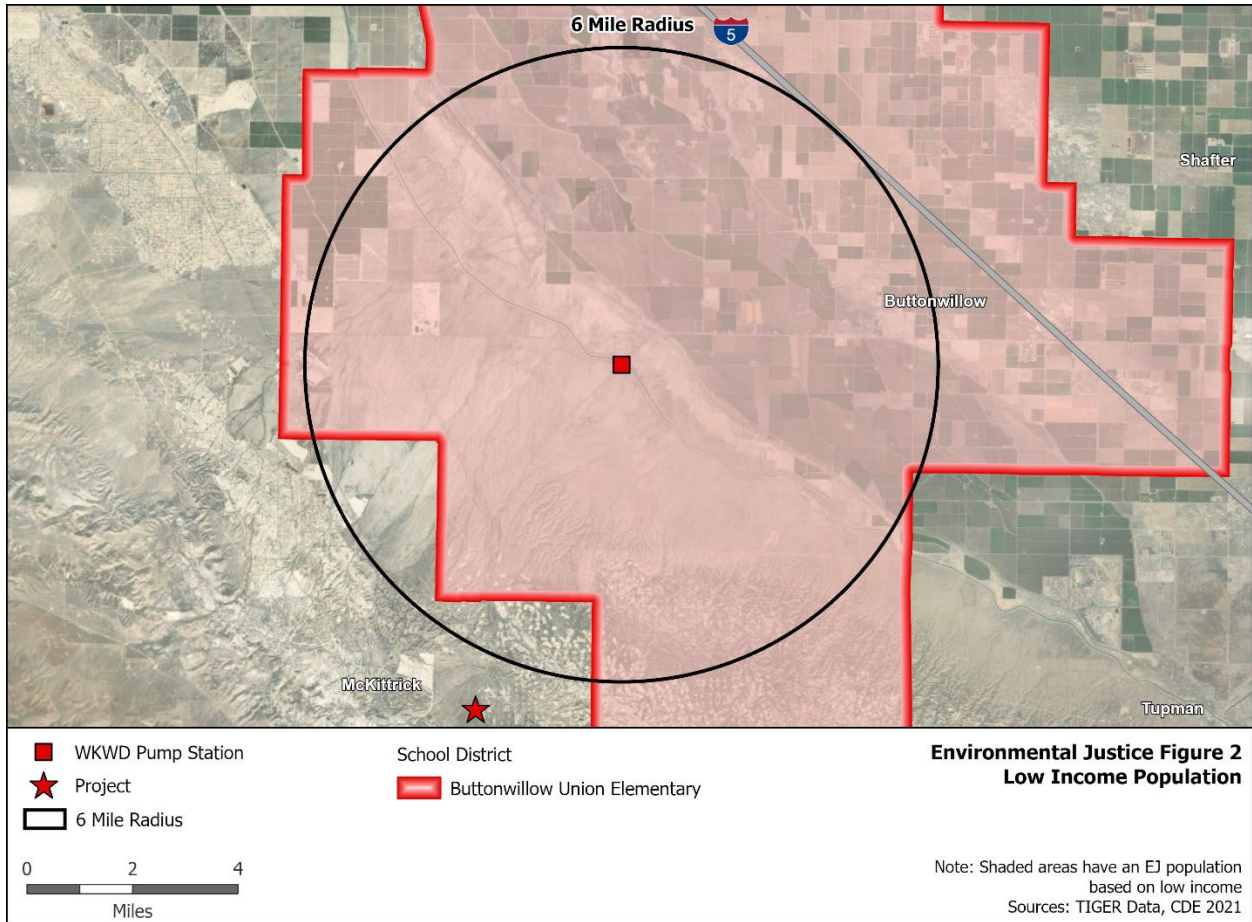 6 Mile Radius
5
Shafter
Buttonwillow
McKittrick
Tupman
WKWD Pump Station
Project
6 Mile Radius
0 2 4
Miles
School District
Buttonwillow Union Elementary
Environmental Justice Figure 2
Low Income Population
Note: Shaded areas have an EJ population
based on low income
Sources: TIGER Data, CDE 2021